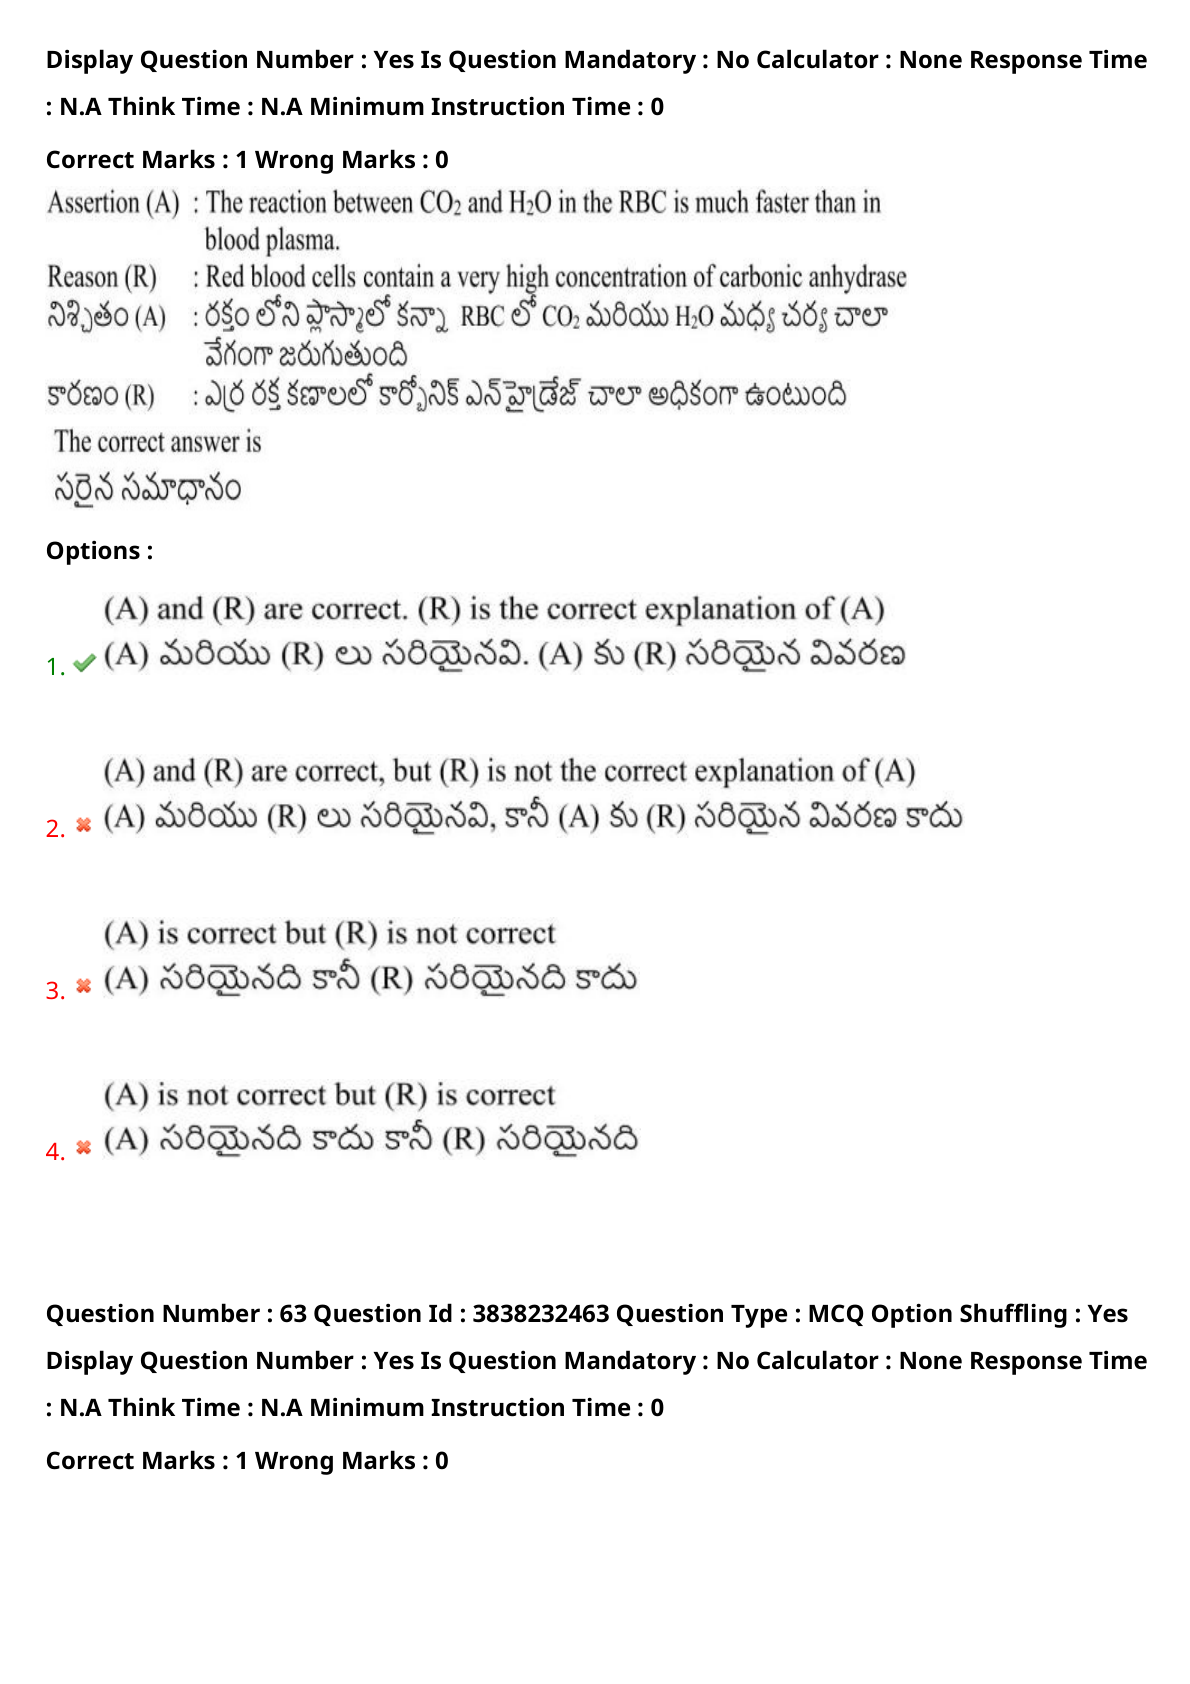 Display Question Number : Yes Is Question Mandatory : No Calculator : None Response Time
: N.A Think Time : N.A Minimum Instruction Time : 0
Correct Marks : 1 Wrong Marks : 0
Assertion (A) : The reaction between CO₂ and H₂O in the RBC is much faster than in
blood plasma.
Reason (R) : Red blood cells contain a very high concentration of carbonic anhydrase
నిశ్చితం (A) : రక్తం లోని ప్లాస్మాలో కన్నా RBC లో CO₂ మరియు H₂O మధ్య చర్య చాలా
వేగంగా జరుగుతుంది
కారణం (R) : ఎర్ర రక్త కణాలలో కార్బోనిక్ ఎన్‌హైడ్రేజ్ చాలా అధికంగా ఉంటుంది
The correct answer is
సరైన సమాధానం
Options :
(A) and (R) are correct. (R) is the correct explanation of (A)
1. (A) మరియు (R) లు సరియైనవి. (A) కు (R) సరియైన వివరణ
(A) and (R) are correct, but (R) is not the correct explanation of (A)
2. (A) మరియు (R) లు సరియైనవి, కానీ (A) కు (R) సరియైన వివరణ కాదు
(A) is correct but (R) is not correct
3. (A) సరియైనది కానీ (R) సరియైనది కాదు
(A) is not correct but (R) is correct
4. (A) సరియైనది కాదు కానీ (R) సరియైనది
Question Number : 63 Question Id : 3838232463 Question Type : MCQ Option Shuffling : Yes
Display Question Number : Yes Is Question Mandatory : No Calculator : None Response Time
: N.A Think Time : N.A Minimum Instruction Time : 0
Correct Marks : 1 Wrong Marks : 0